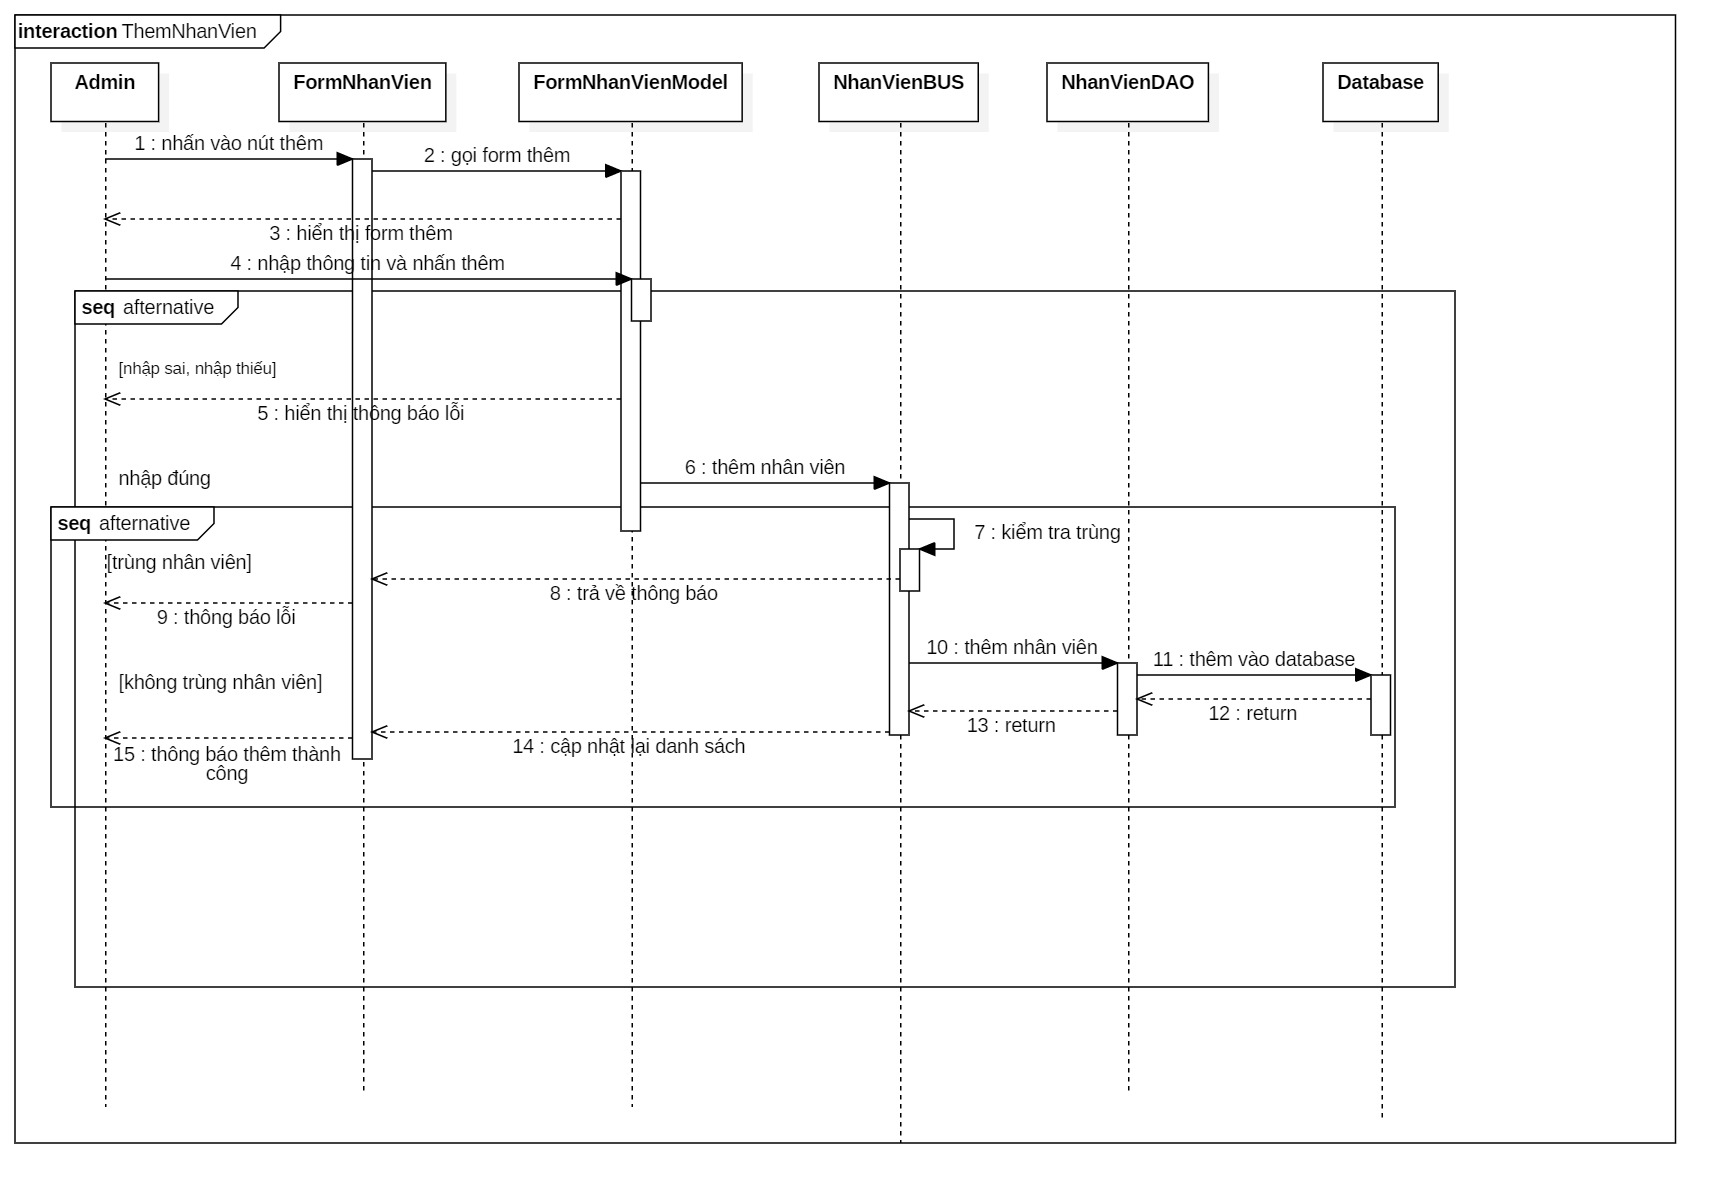 interaction ThemNhanVien
Admin
FormNhanVien
FormNhanVienModel
NhanVienBUS
NhanVienDAO
Database
1 : nhấn vào nút thêm
2 : gọi form thêm
3 : hiển thị form thêm
4 : nhập thông tin và nhấn thêm
seq afternative
[nhập sai, nhập thiếu]
5 : hiển thị thông báo lỗi
6 : thêm nhân viên
nhập đúng
seq afternative
7 : kiểm tra trùng
[trùng nhân viên]
8 : trả về thông báo
9 : thông báo lỗi
10 : thêm nhân viên
11 : thêm vào database
[không trùng nhân viên]
12 : return
13 : return
14 : cập nhật lại danh sách
15 : thông báo thêm thành
công